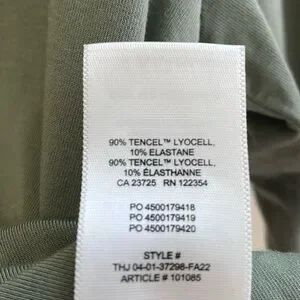 90% TENCEL™ LYOCELL,
10% ELASTANE
90% TENCEL™ LYOCELL,
10% ÉLASTHANNE
CA 23725 RN 122354
PO 4500179418
PO 4500179419
PO 4500179420
STYLE #
THJ 04-01-37298-FA22
ARTICLE # 101085